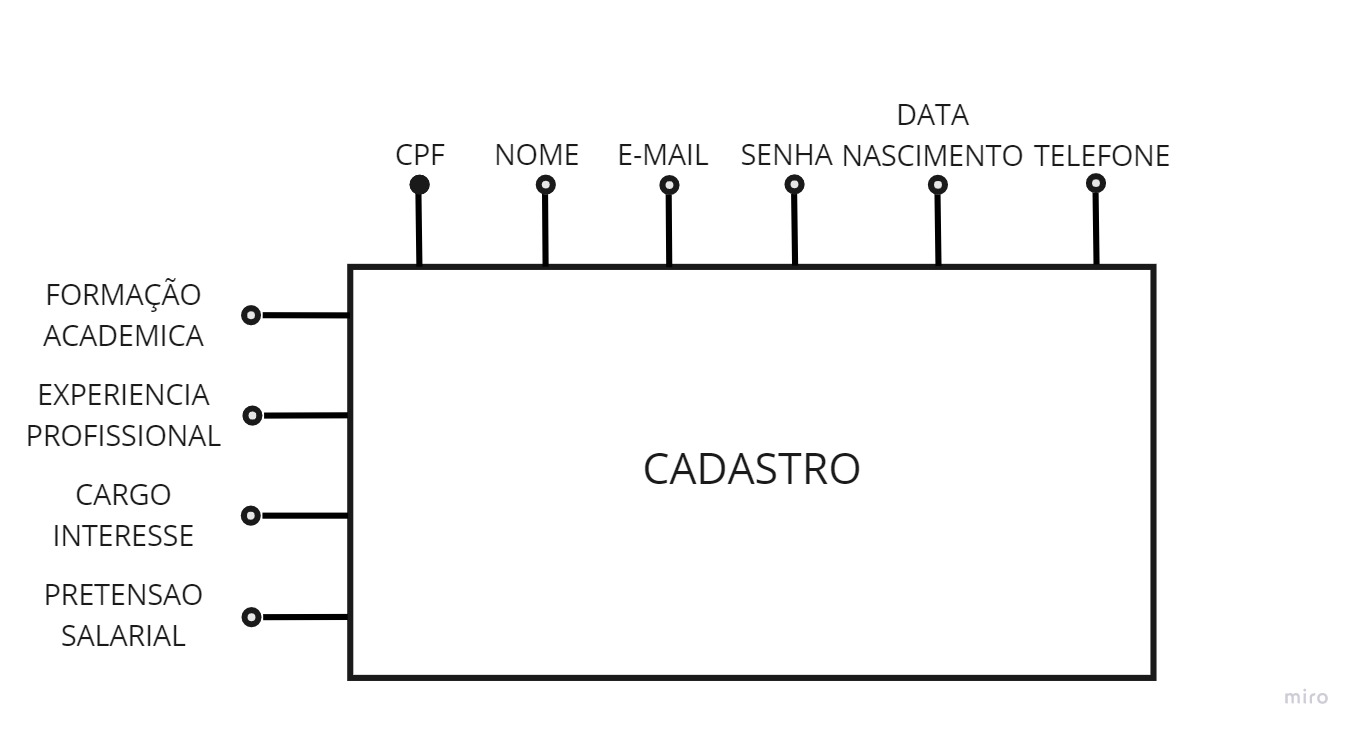 DATA
CPF NOME E-MAIL SENHA NASCIMENTO TELEFONE
FORMAÇÃO
ACADEMICA
EXPERIENCIA
PROFISSIONAL
CARGO
INTERESSE
PRETENSAO
SALARIAL
CADASTRO
miro